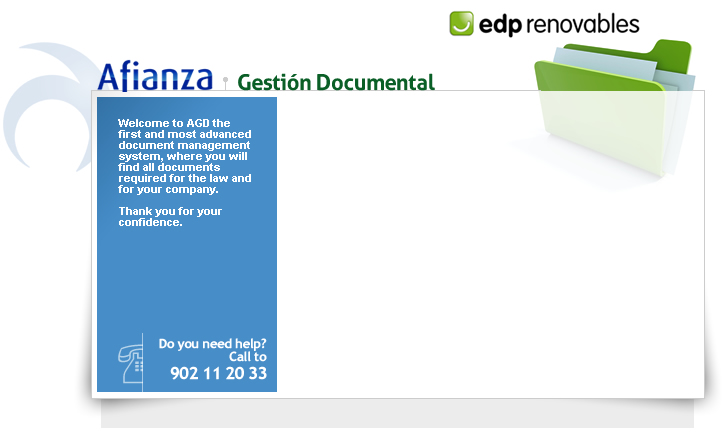 edp renovables
Afianza
Gestión Documental
Welcome to AGD the
first and most advanced
document management
system, where you will
find all documents
required for the law and
for your company.
Thank you for your
confidence.
Do you need help?
Call to
902 11 20 33